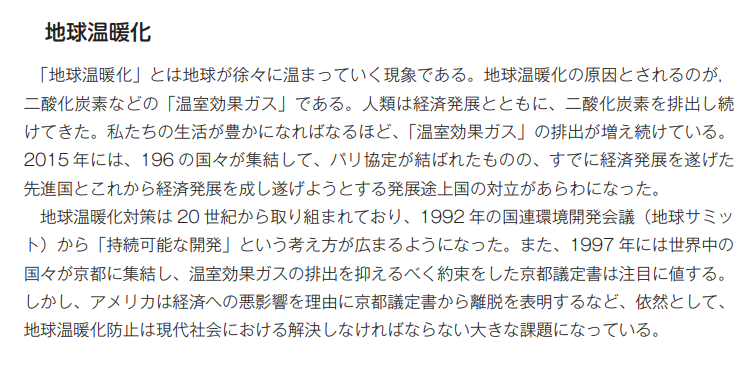 地球温暖化
「地球温暖化」とは地球が徐々に温まっていく現象である。地球温暖化の原因とされるのが,
二酸化炭素などの「温室効果ガス」である。人類は経済発展とともに、二酸化炭素を排出し続
けてきた。私たちの生活が豊かになればなるほど、「温室効果ガス」の排出が増え続けている。
2015 年には、196 の国々が集結して、パリ協定が結ばれたものの、すでに経済発展を遂げた
先進国とこれから経済発展を成し遂げようとする発展途上国の対立があらわになった。
地球温暖化対策は 20 世紀から取り組まれており、1992 年の国連環境開発会議（地球サミッ
ト）から「持続可能な開発」という考え方が広まるようになった。また、1997 年には世界中の
国々が京都に集結し、温室効果ガスの排出を抑えるべく約束をした京都議定書は注目に値する。
しかし、アメリカは経済への悪影響を理由に京都議定書から離脱を表明するなど、依然として、
地球温暖化防止は現代社会における解決しなければならない大きな課題になっている。